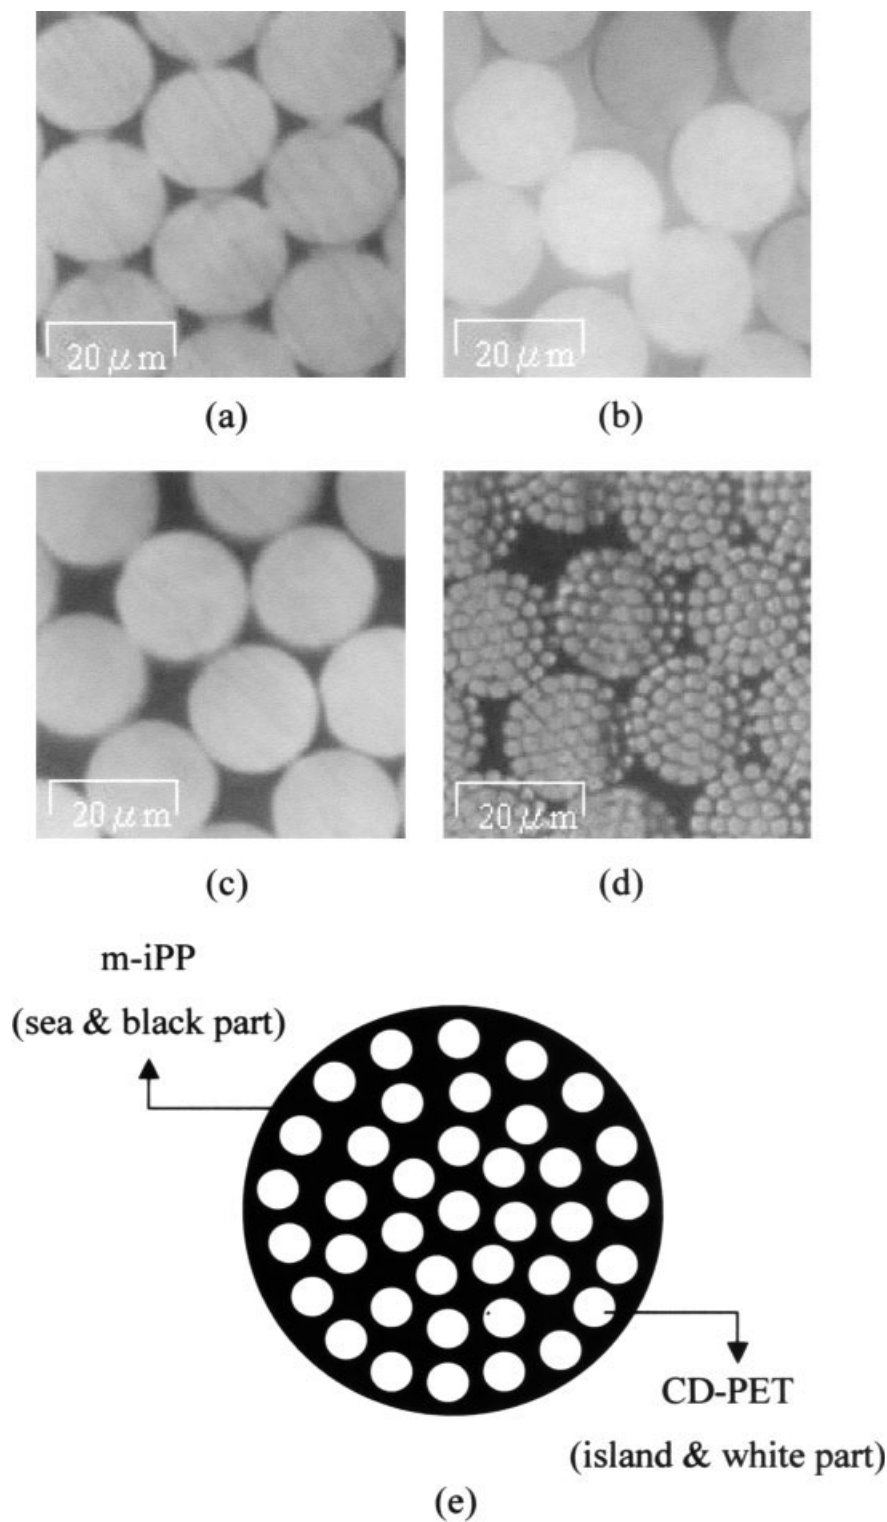 20 μm
20 μm
(a)
(b)
20 μm
20 μm
(c)
(d)
m-iPP
(sea & black part)
CD-PET
(island & white part)
(e)